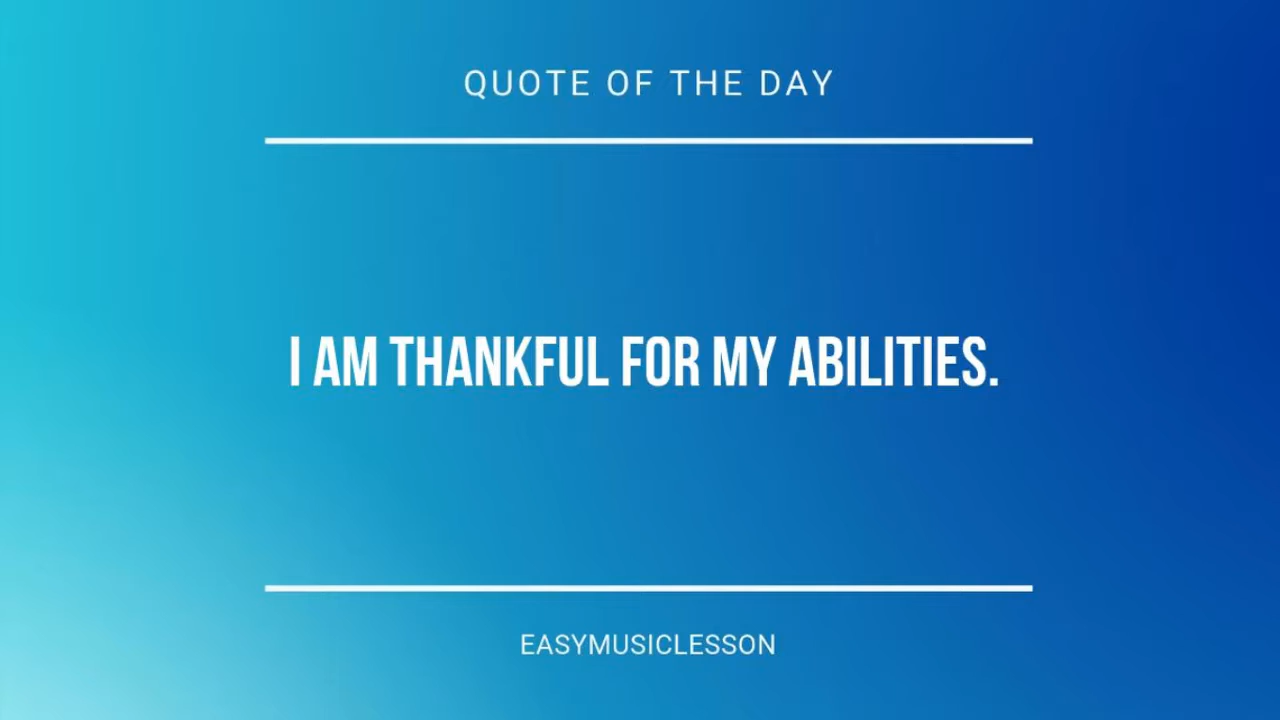 QUOTE OF THE DAY
I AM THANKFUL FOR MY ABILITIES.
EASYMUSICLESSON